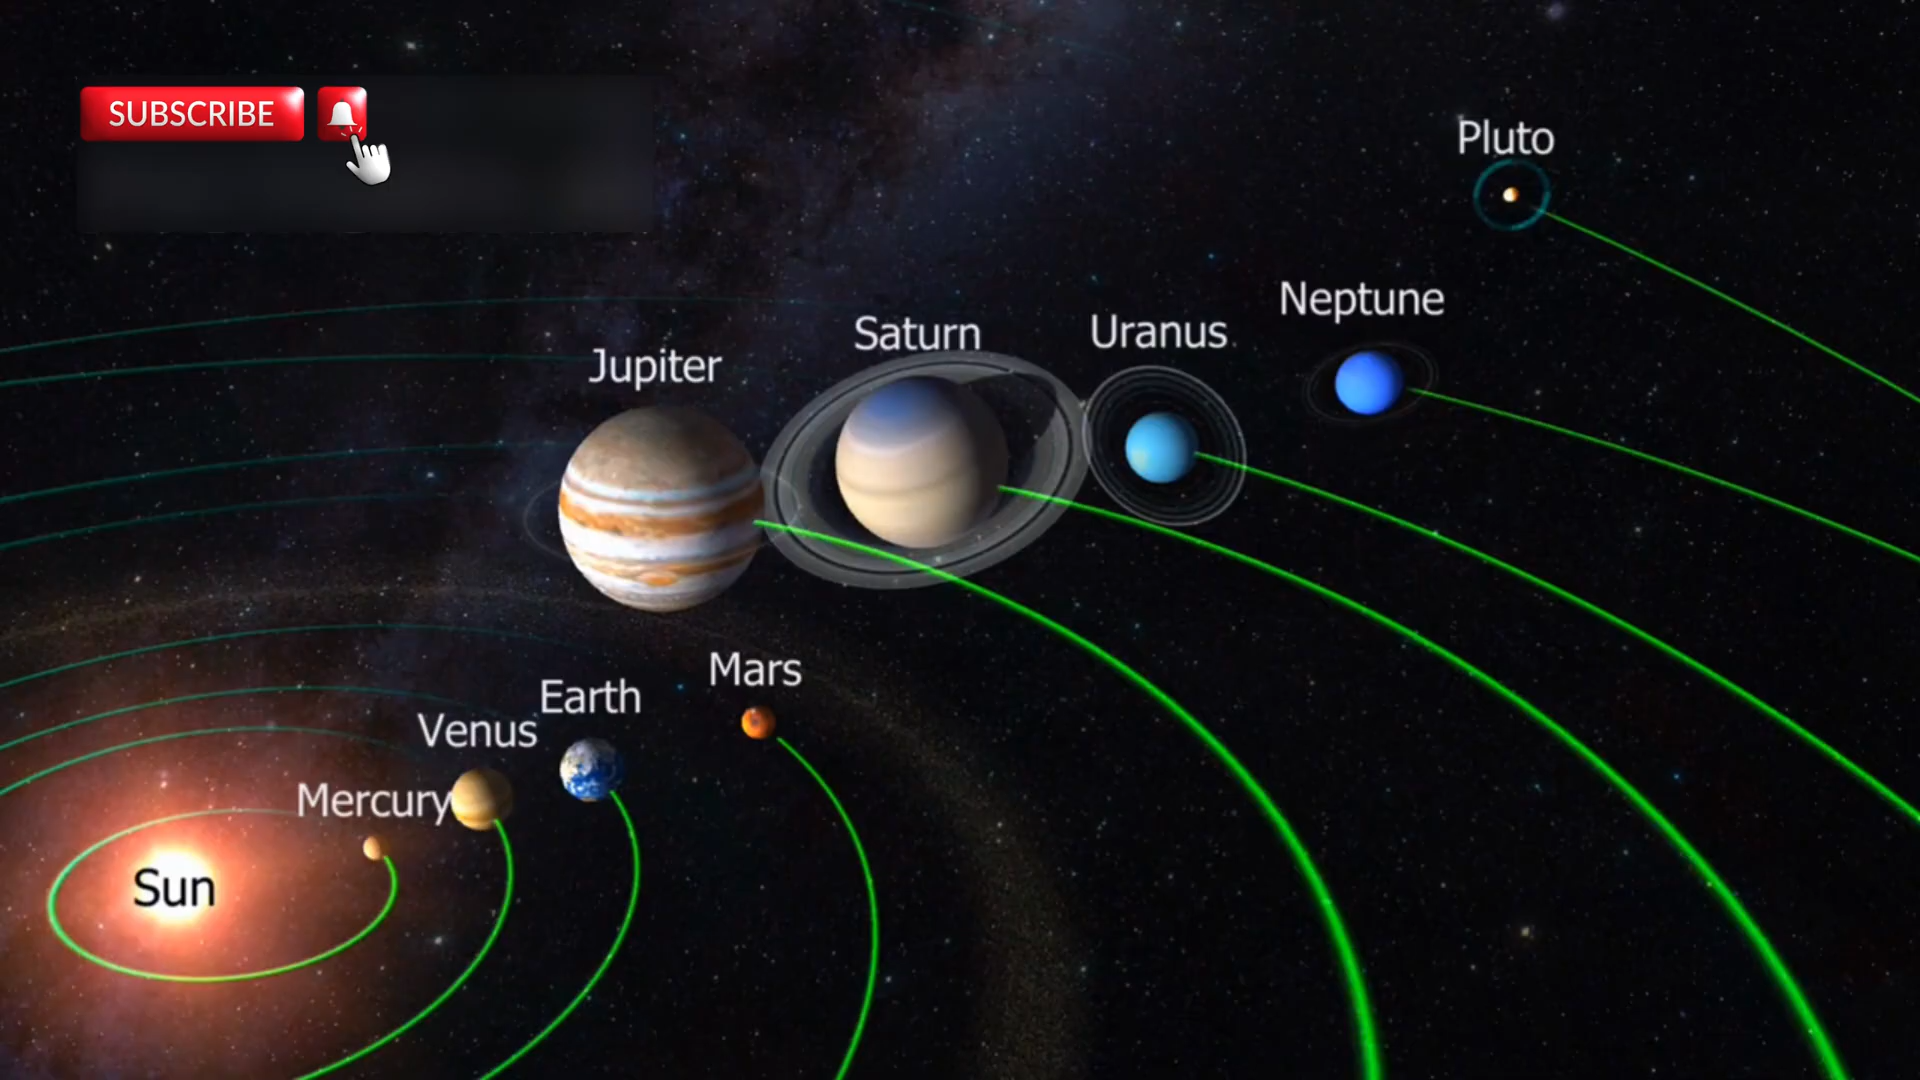 SUBSCRIBE
Pluto
Neptune
Uranus
Saturn
Jupiter
Mars
Earth
Venus
Mercury
Sun